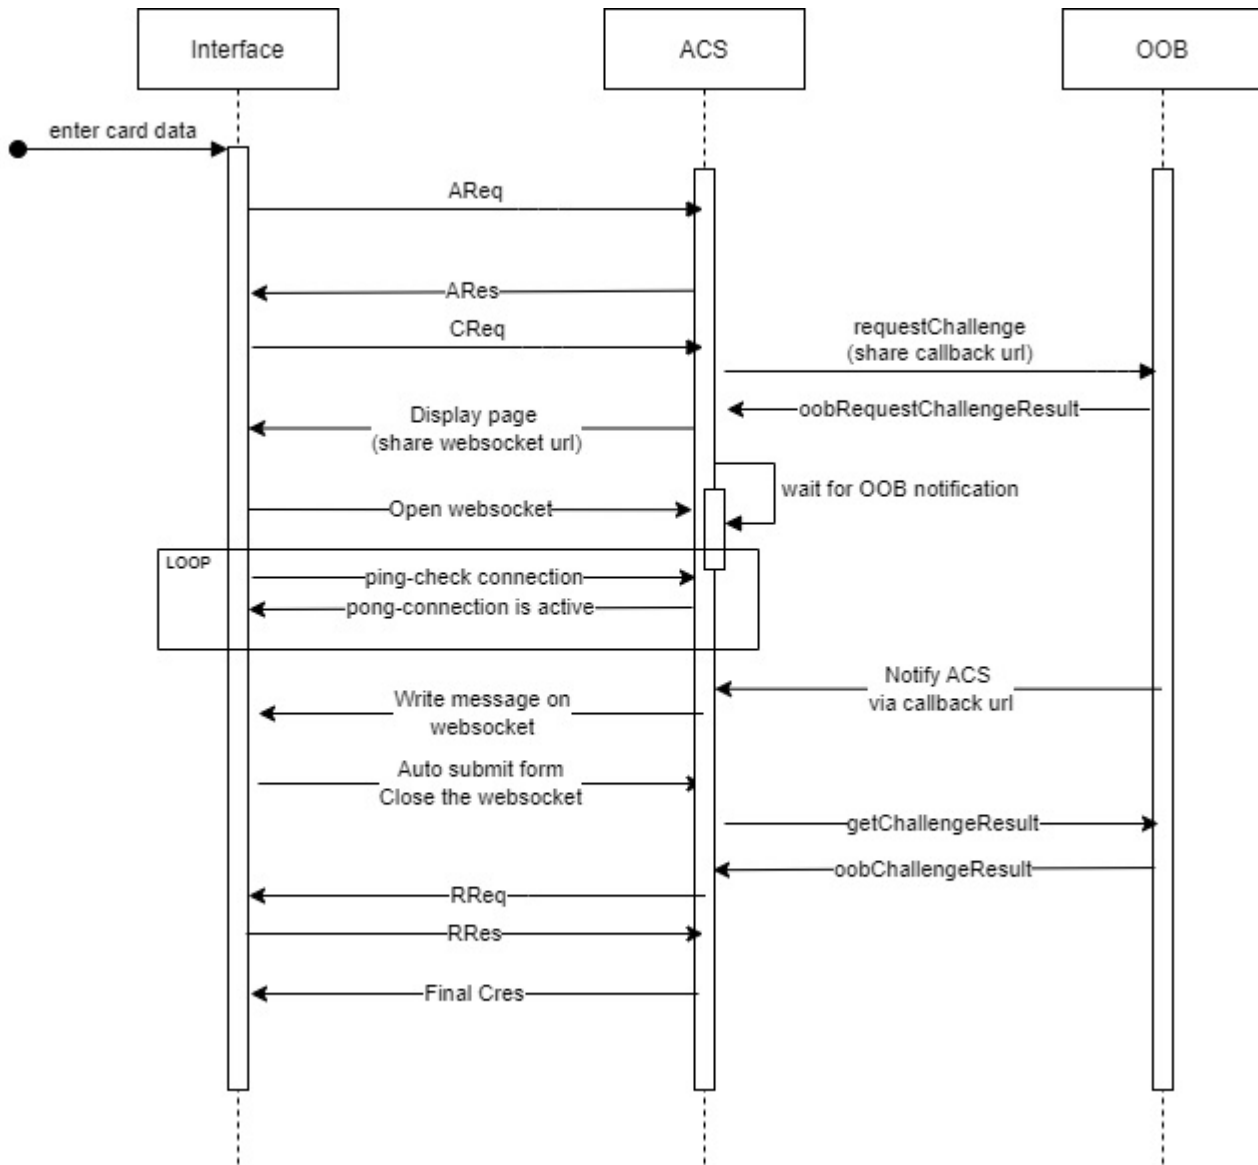 Interface
ACS
OOB
enter card data
AReq
ARes
CReq
requestChallenge
(share callback url)
oobRequestChallengeResult
Display page
(share websocket url)
wait for OOB notification
Open websocket
LOOP
ping-check connection
pong-connection is active
Notify ACS
via callback url
Write message on
websocket
Auto submit form
Close the websocket
getChallengeResult
oobChallengeResult
RReq
RRes
Final Cres